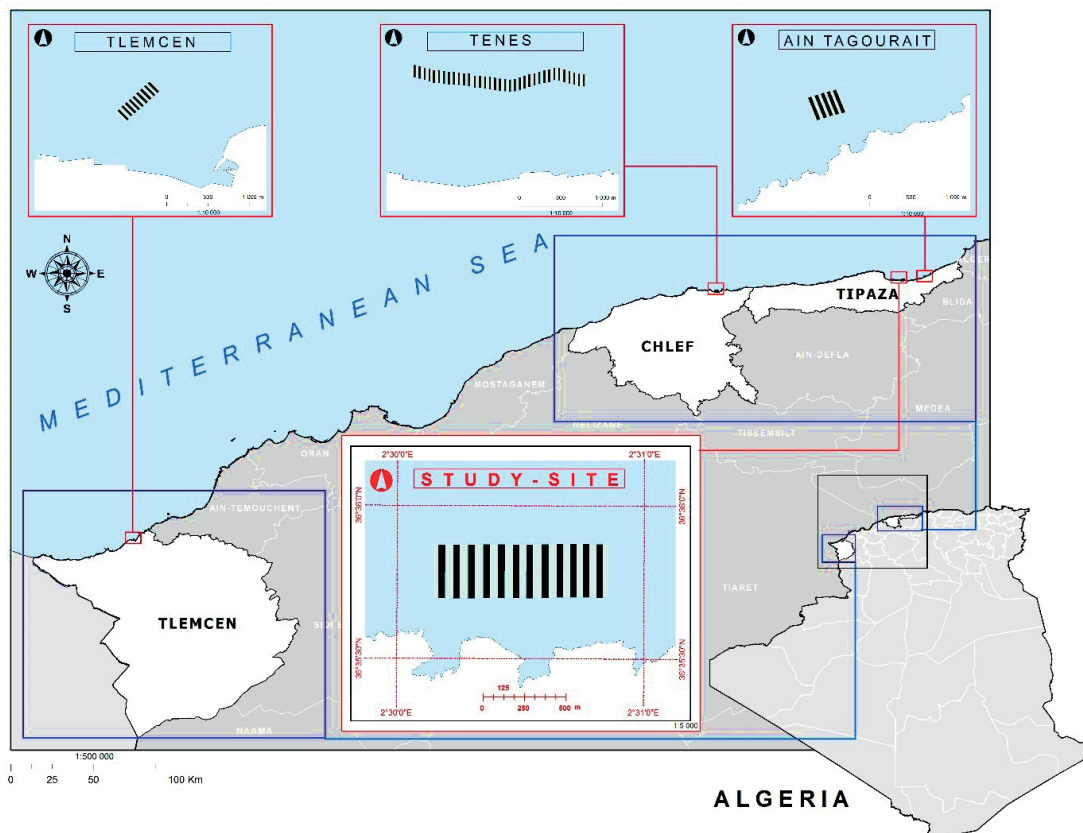 TLEMCEN
0 500 1 000 m
1:10 000
TENES
0 500 1 000 m
1:10 000
AIN TAGOURAIT
0 500 1 000 m
1:10 000
N
W E
S
MEDITERRANEAN SEA
TIPAZA
BLIDA
CHLEF
AIN-DEFLA
MOSTAGANEM
MEDEA
RELIZANE
TISSEMSILT
ORAN
AIN-TEMOUCHENT
TIARET
TLEMCEN
NAAMA
2°30'0"E 2°31'0"E
STUDY-SITE
36°36'0"N 36°36'0"N
36°35'30"N 36°35'30"N
125
0 250 500 m
2°30'0"E 2°31'0"E
1:5 000
1:500 000
0 25 50 100 Km
ALGERIA